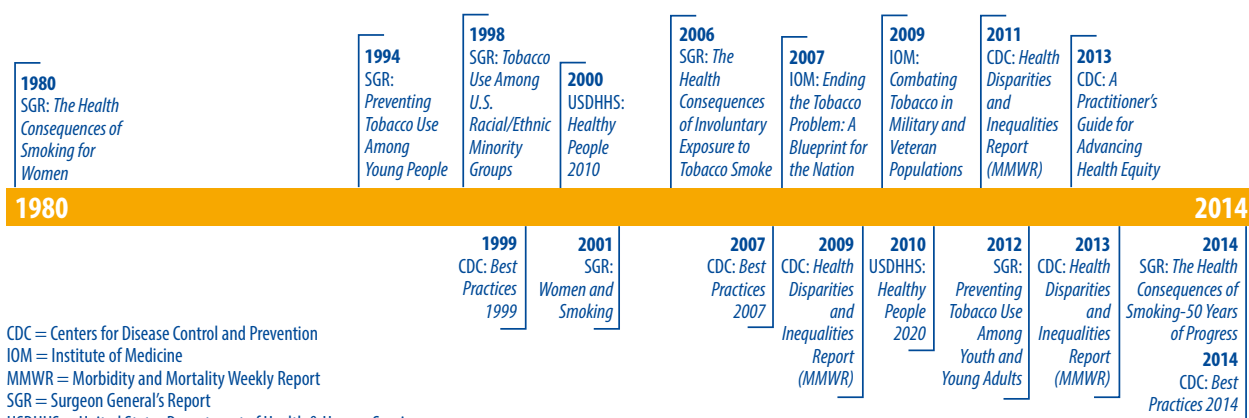 1980
SGR: The Health
Consequences of
Smoking for
Women
1994
SGR:
Preventing
Tobacco Use
Among
Young People
1998
SGR: Tobacco
Use Among
U.S.
Racial/Ethnic
Minority
Groups
2000
USDHHS:
Healthy
People
2010
2006
SGR: The
Health
Consequences
of Involuntary
Exposure to
Tobacco Smoke
2007
IOM: Ending
the Tobacco
Problem: A
Blueprint for
the Nation
2009
IOM:
Combating
Tobacco in
Military and
Veteran
Populations
2011
CDC: Health
Disparities
and
Inequalities
Report
(MMWR)
2013
CDC: A
Practitioner's
Guide for
Advancing
Health Equity
1980
2014
1999
CDC: Best
Practices
1999
2001
SGR:
Women and
Smoking
2007
CDC: Best
Practices
2007
2009
CDC: Health
Disparities
and
Inequalities
Report
(MMWR)
2010
USDHHS:
Healthy
People
2020
2012
SGR:
Preventing
Tobacco Use
Among
Youth and
Young Adults
2013
CDC: Health
Disparities
and
Inequalities
Report
(MMWR)
2014
SGR: The Health
Consequences of
Smoking-50 Years
of Progress
2014
CDC: Best
Practices 2014
CDC = Centers for Disease Control and Prevention
IOM = Institute of Medicine
MMWR = Morbidity and Mortality Weekly Report
SGR = Surgeon General's Report